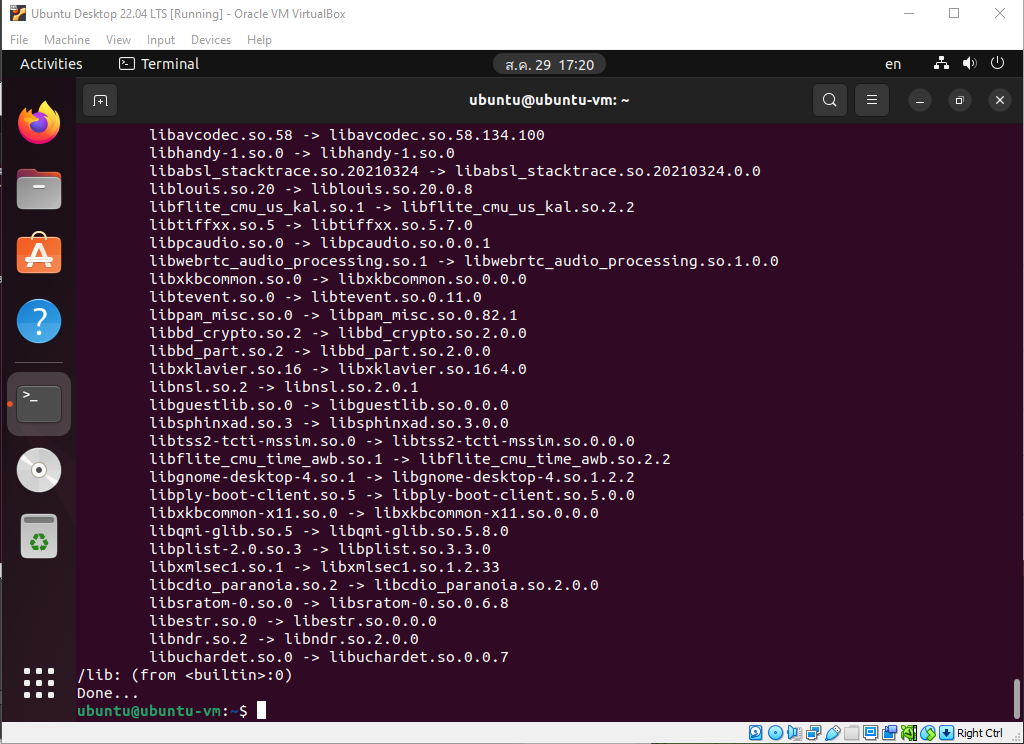 Ubuntu Desktop 22.04 LTS [Running] - Oracle VM VirtualBox
File Machine View Input Devices Help
Activities Terminal ส.ค. 29 17:20 en
ubuntu@ubuntu-vm: ~
libavcodec.so.58 -> libavcodec.so.58.134.100
libhandy-1.so.0 -> libhandy-1.so.0
libabsl_stacktrace.so.20210324 -> libabsl_stacktrace.so.20210324.0.0
liblouis.so.20 -> liblouis.so.20.0.8
libflite_cmu_us_kal.so.1 -> libflite_cmu_us_kal.so.2.2
libtiffxx.so.5 -> libtiffxx.so.5.7.0
libpcaudio.so.0 -> libpcaudio.so.0.0.1
libwebrtc_audio_processing.so.1 -> libwebrtc_audio_processing.so.1.0.0
libxkbcommon.so.0 -> libxkbcommon.so.0.0.0
libtevent.so.0 -> libtevent.so.0.11.0
libpam_misc.so.0 -> libpam_misc.so.0.82.1
libbd_crypto.so.2 -> libbd_crypto.so.2.0.0
libbd_part.so.2 -> libbd_part.so.2.0.0
libxklavier.so.16 -> libxklavier.so.16.4.0
libnsl.so.2 -> libnsl.so.2.0.1
libguestlib.so.0 -> libguestlib.so.0.0.0
libsphinxad.so.3 -> libsphinxad.so.3.0.0
libtss2-tcti-mssim.so.0 -> libtss2-tcti-mssim.so.0.0.0
libflite_cmu_time_awb.so.1 -> libflite_cmu_time_awb.so.2.2
libgnome-desktop-4.so.1 -> libgnome-desktop-4.so.1.2.2
libply-boot-client.so.5 -> libply-boot-client.so.5.0.0
libxkbcommon-x11.so.0 -> libxkbcommon-x11.so.0.0.0
libqmi-glib.so.5 -> libqmi-glib.so.5.8.0
libplist-2.0.so.3 -> libplist.so.3.3.0
libxmlsec1.so.1 -> libxmlsec1.so.1.2.33
libcdio_paranoia.so.2 -> libcdio_paranoia.so.2.0.0
libsratom-0.so.0 -> libsratom-0.so.0.6.8
libestr.so.0 -> libestr.so.0.0.0
libndr.so.2 -> libndr.so.2.0.0
libuchardet.so.0 -> libuchardet.so.0.0.7
/lib: (from <builtin>:0)
Done...
ubuntu@ubuntu-vm:~$
Right Ctrl